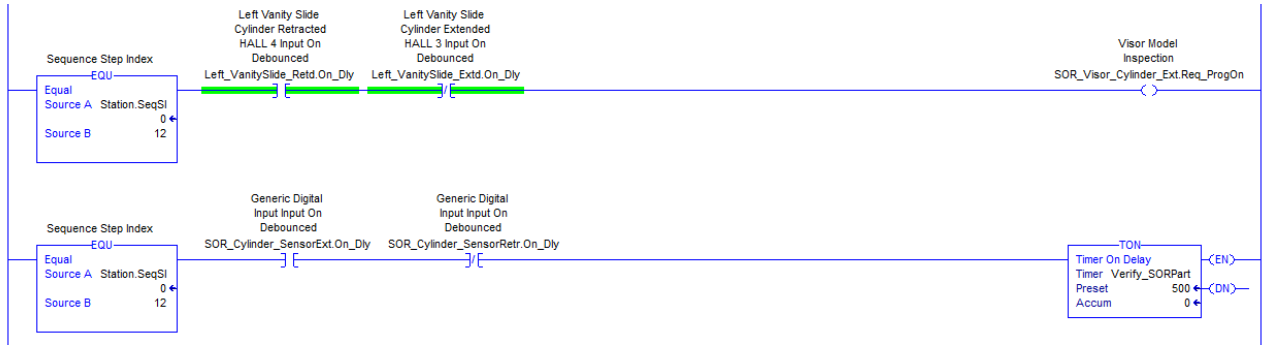 Sequence Step Index
EQU
Equal
Source A Station.SeqSI
0
Source B 12
Left Vanity Slide
Cylinder Retracted
HALL 4 Input On
Debounced
Left_VanitySlide_Retd.On_Dly
Left Vanity Slide
Cylinder Extended
HALL 3 Input On
Debounced
Left_VanitySlide_Extd.On_Dly
Visor Model
Inspection
SOR_Visor_Cylinder_Ext.Req_ProgOn
Sequence Step Index
EQU
Equal
Source A Station.SeqSI
0
Source B 12
Generic Digital
Input Input On
Debounced
SOR_Cylinder_SensorExt.On_Dly
Generic Digital
Input Input On
Debounced
SOR_Cylinder_SensorRetr.On_Dly
TON
Timer On Delay
Timer Verify_SORPart
Preset 500
Accum 0
EN
DN